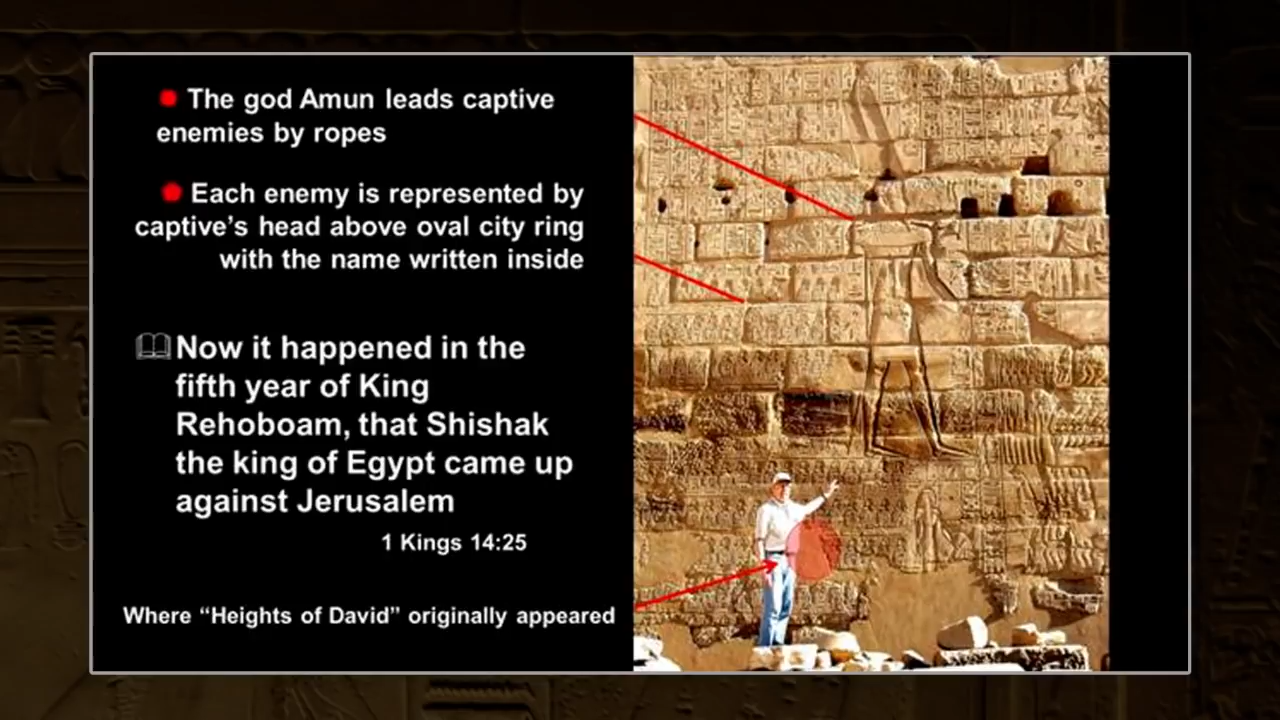 The god Amun leads captive
enemies by ropes
Each enemy is represented by
captive's head above oval city ring
with the name written inside
Now it happened in the
fifth year of King
Rehoboam, that Shishak
the king of Egypt came up
against Jerusalem
1 Kings 14:25
Where “Heights of David” originally appeared